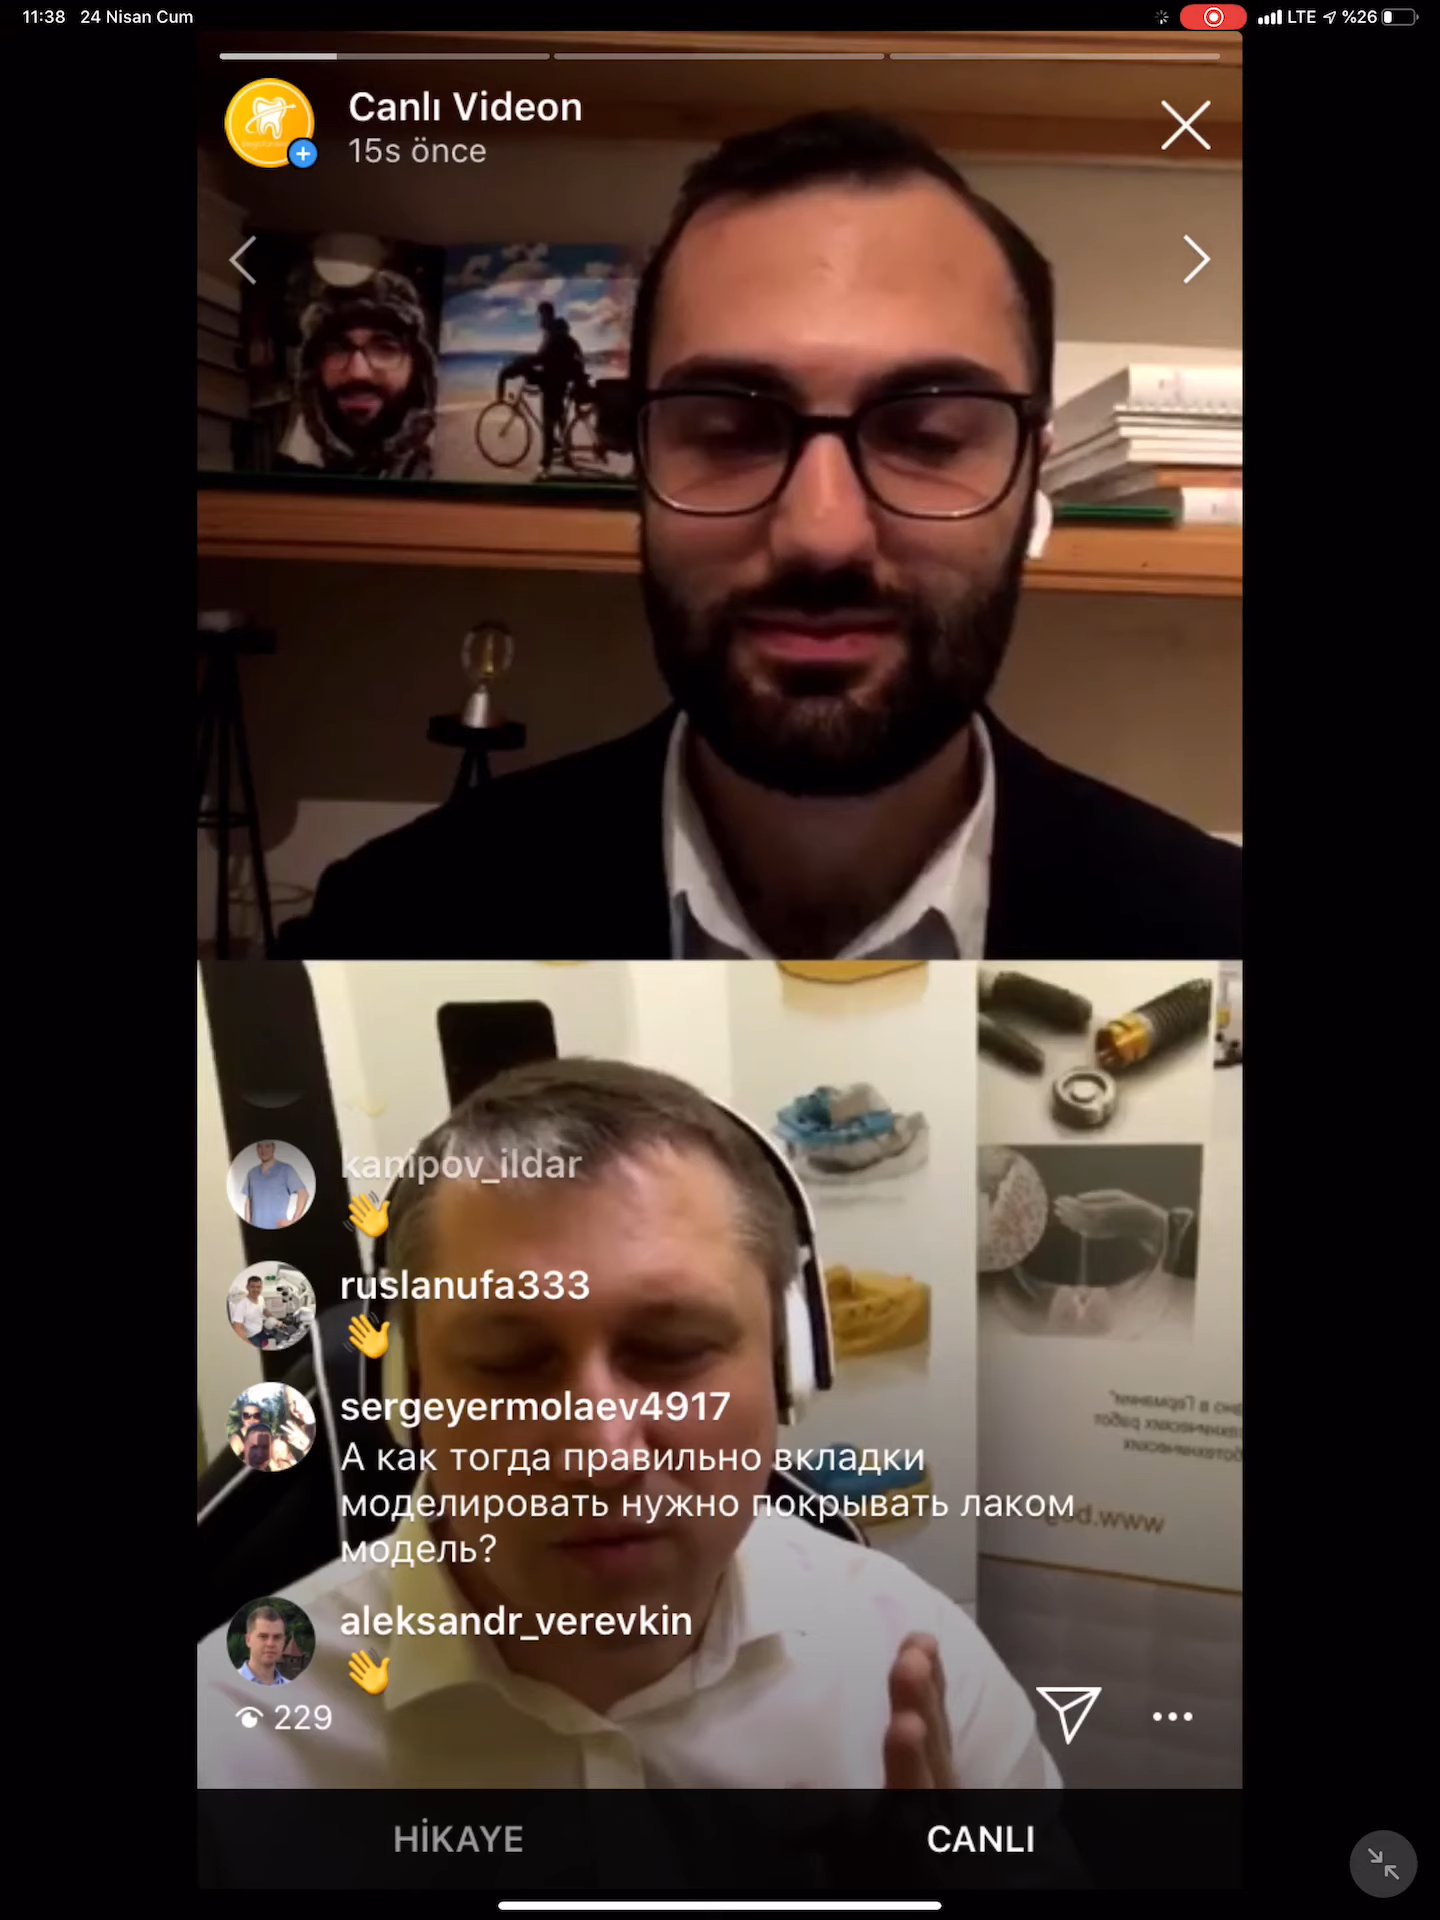 11:38 24 Nisan Cum
LTE %26
Canlı Videon
15s önce
kanipov_ildar
👋
ruslanufa333
👋
sergeyermolaev4917
А как тогда правильно вкладки
моделировать нужно покрывать лаком
модель?
aleksandr_verevkin
👋
229
HİKAYE CANLI